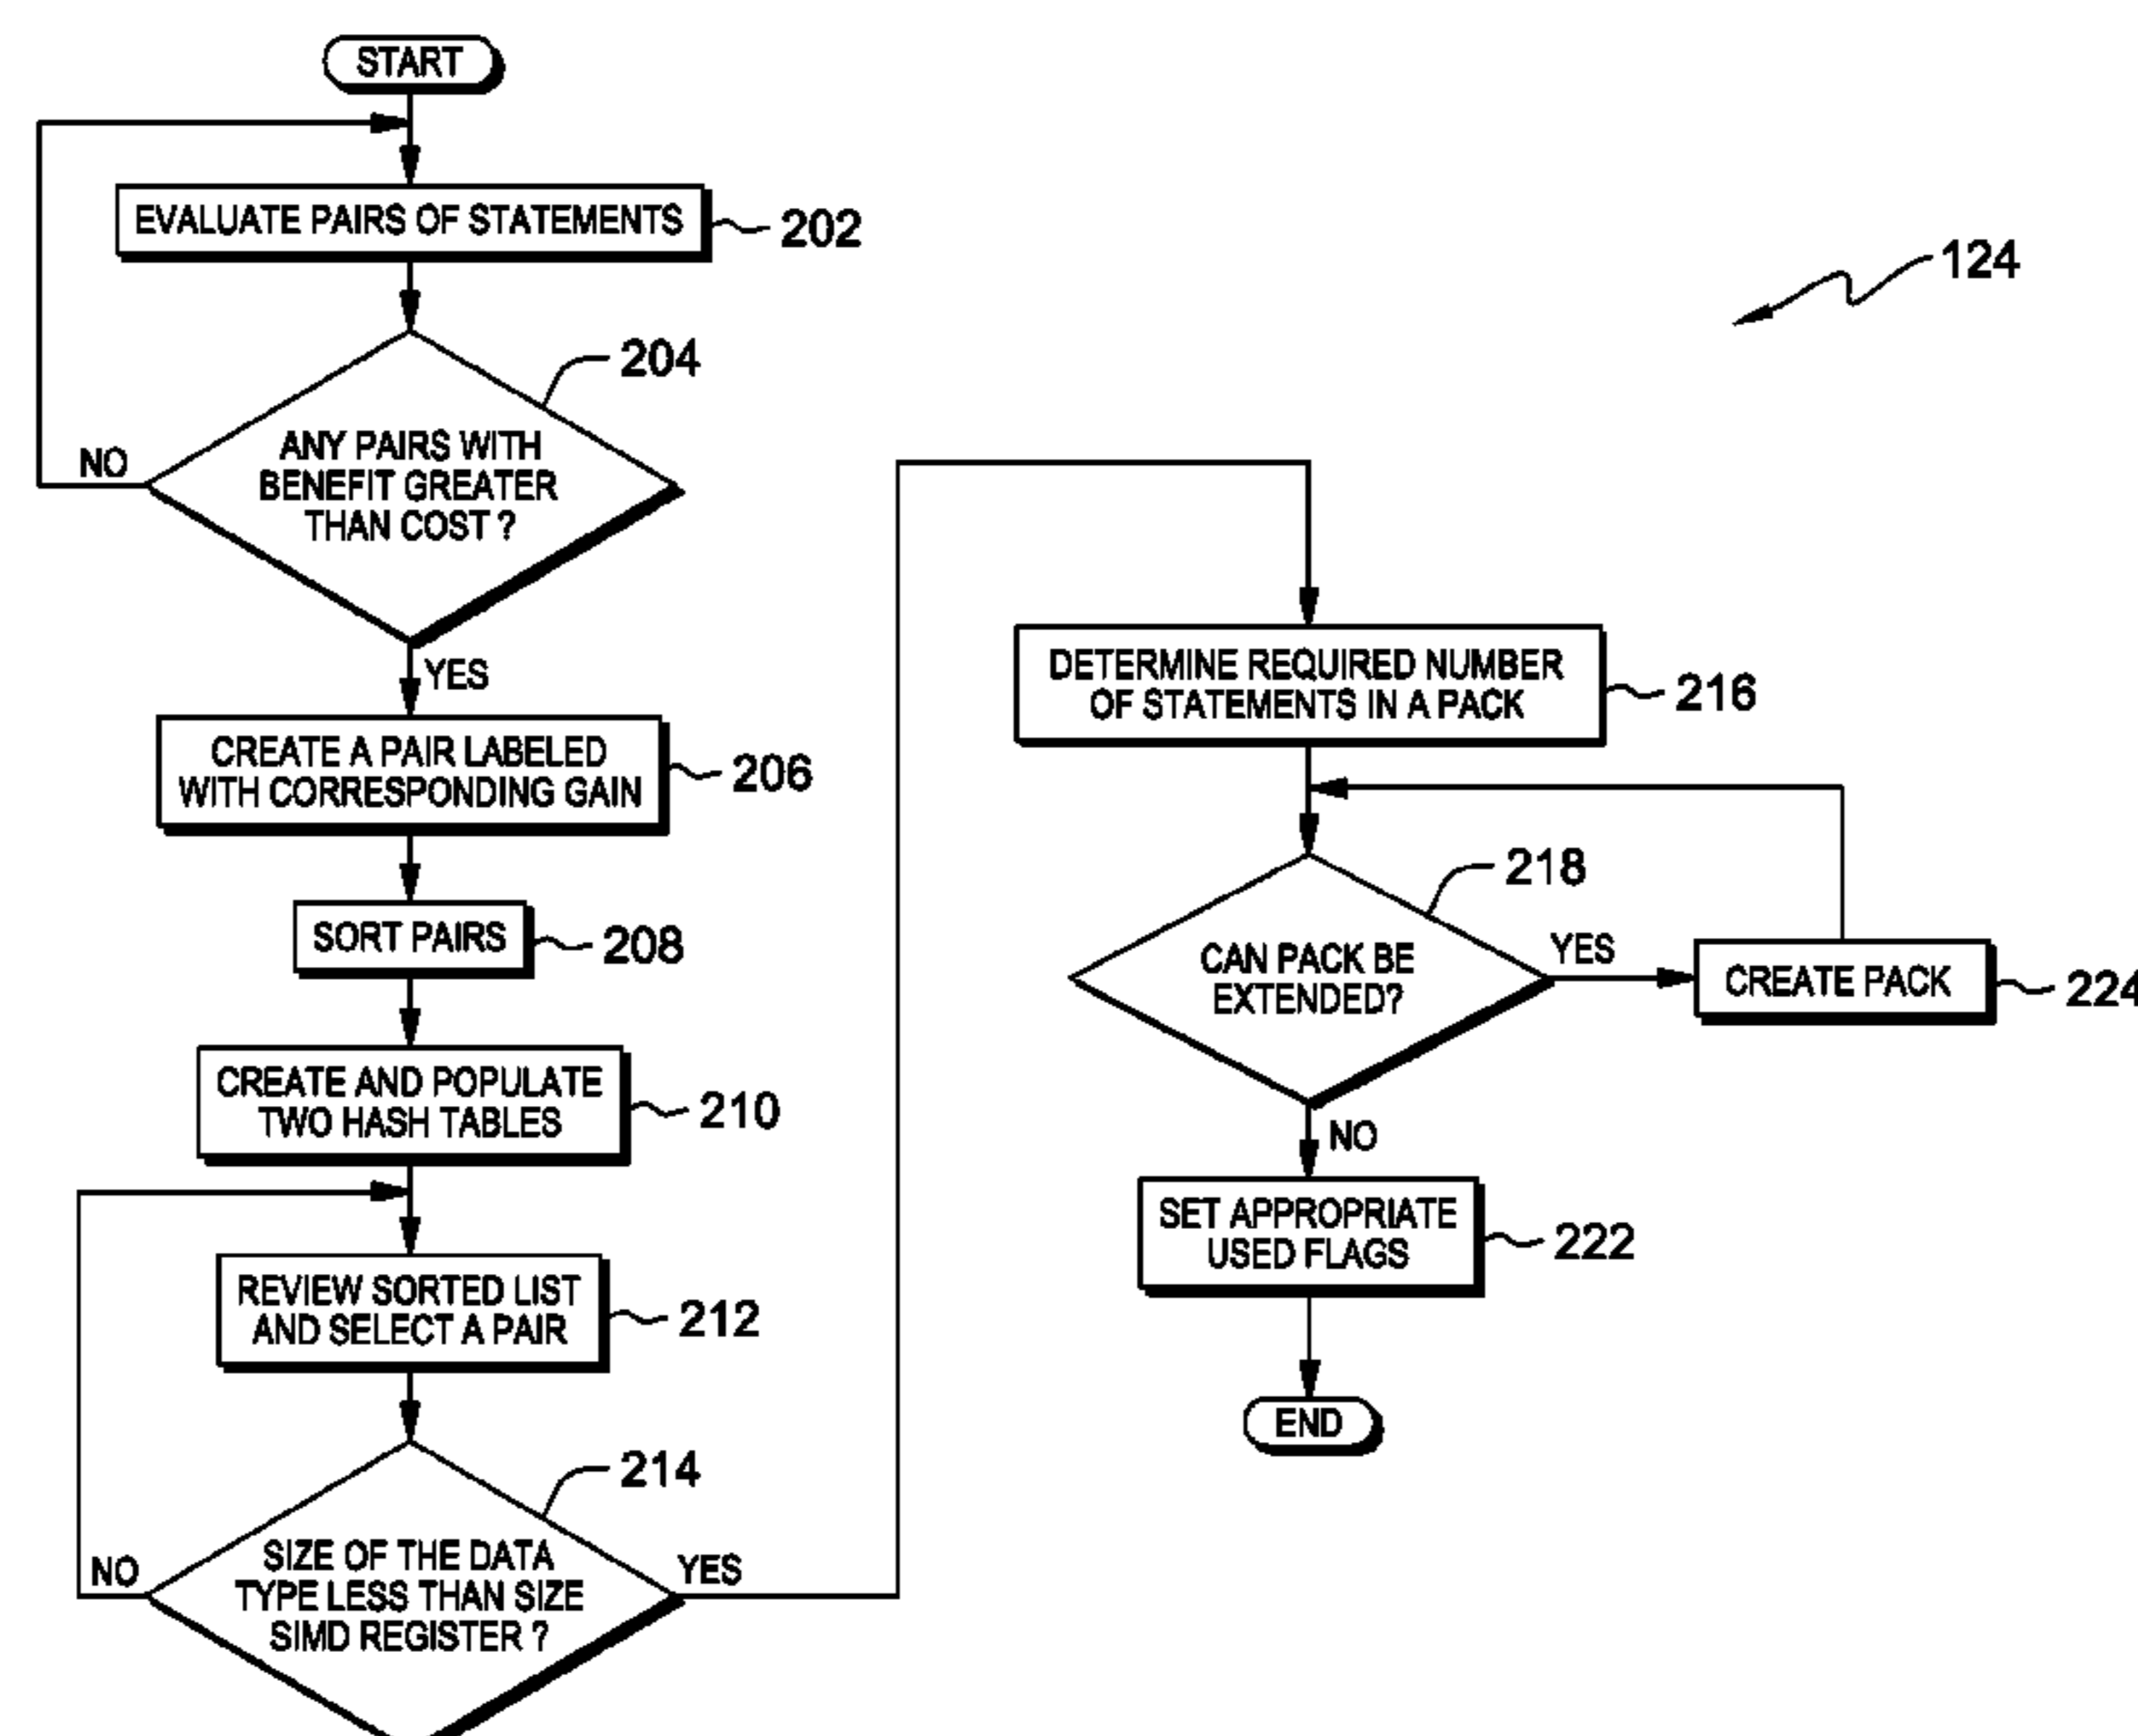 START
EVALUATE PAIRS OF STATEMENTS
202
204
ANY PAIRS WITH
BENEFIT GREATER
THAN COST ?
NO
YES
CREATE A PAIR LABELED
WITH CORRESPONDING GAIN
206
SORT PAIRS
208
CREATE AND POPULATE
TWO HASH TABLES
210
REVIEW SORTED LIST
AND SELECT A PAIR
212
214
SIZE OF THE DATA
TYPE LESS THAN SIZE
SIMD REGISTER ?
NO
YES
124
DETERMINE REQUIRED NUMBER
OF STATEMENTS IN A PACK
216
218
CAN PACK BE
EXTENDED?
YES
CREATE PACK
224
NO
SET APPROPRIATE
USED FLAGS
222
END